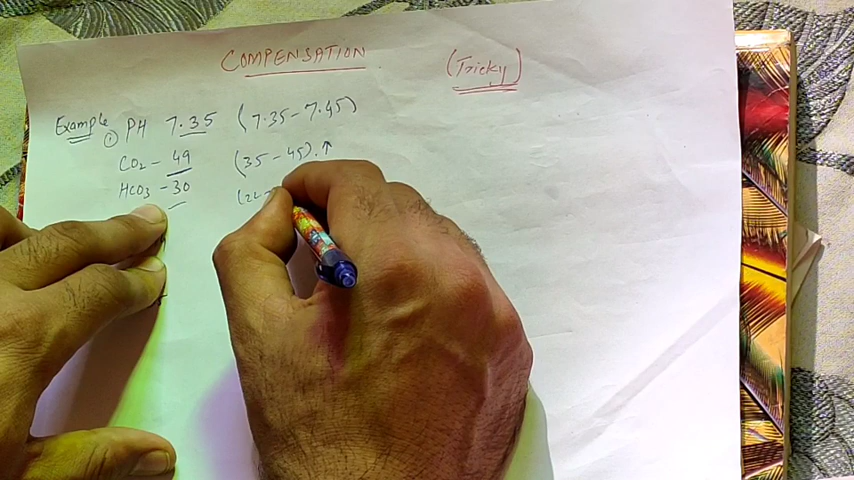 COMPENSATION
(Tricky)
Example ① PH 7.35 (7.35-7.45)
CO2 - 49 (35 - 45). ↑
HCO3 - 30